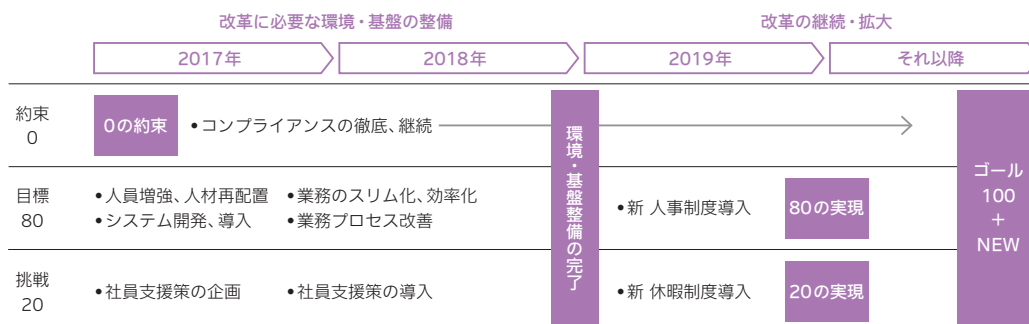 改革に必要な環境・基盤の整備
改革の継続・拡大
2017年
2018年
2019年
それ以降
約束
0
0の約束
•コンプライアンスの徹底、継続
目標
80
•人員増強、人材再配置
•システム開発、導入
•業務のスリム化、効率化
•業務プロセス改善
•新 人事制度導入
80の実現
挑戦
20
•社員支援策の企画
•社員支援策の導入
•新 休暇制度導入
20の実現
環境・基盤整備の完了
ゴール
100
+
NEW